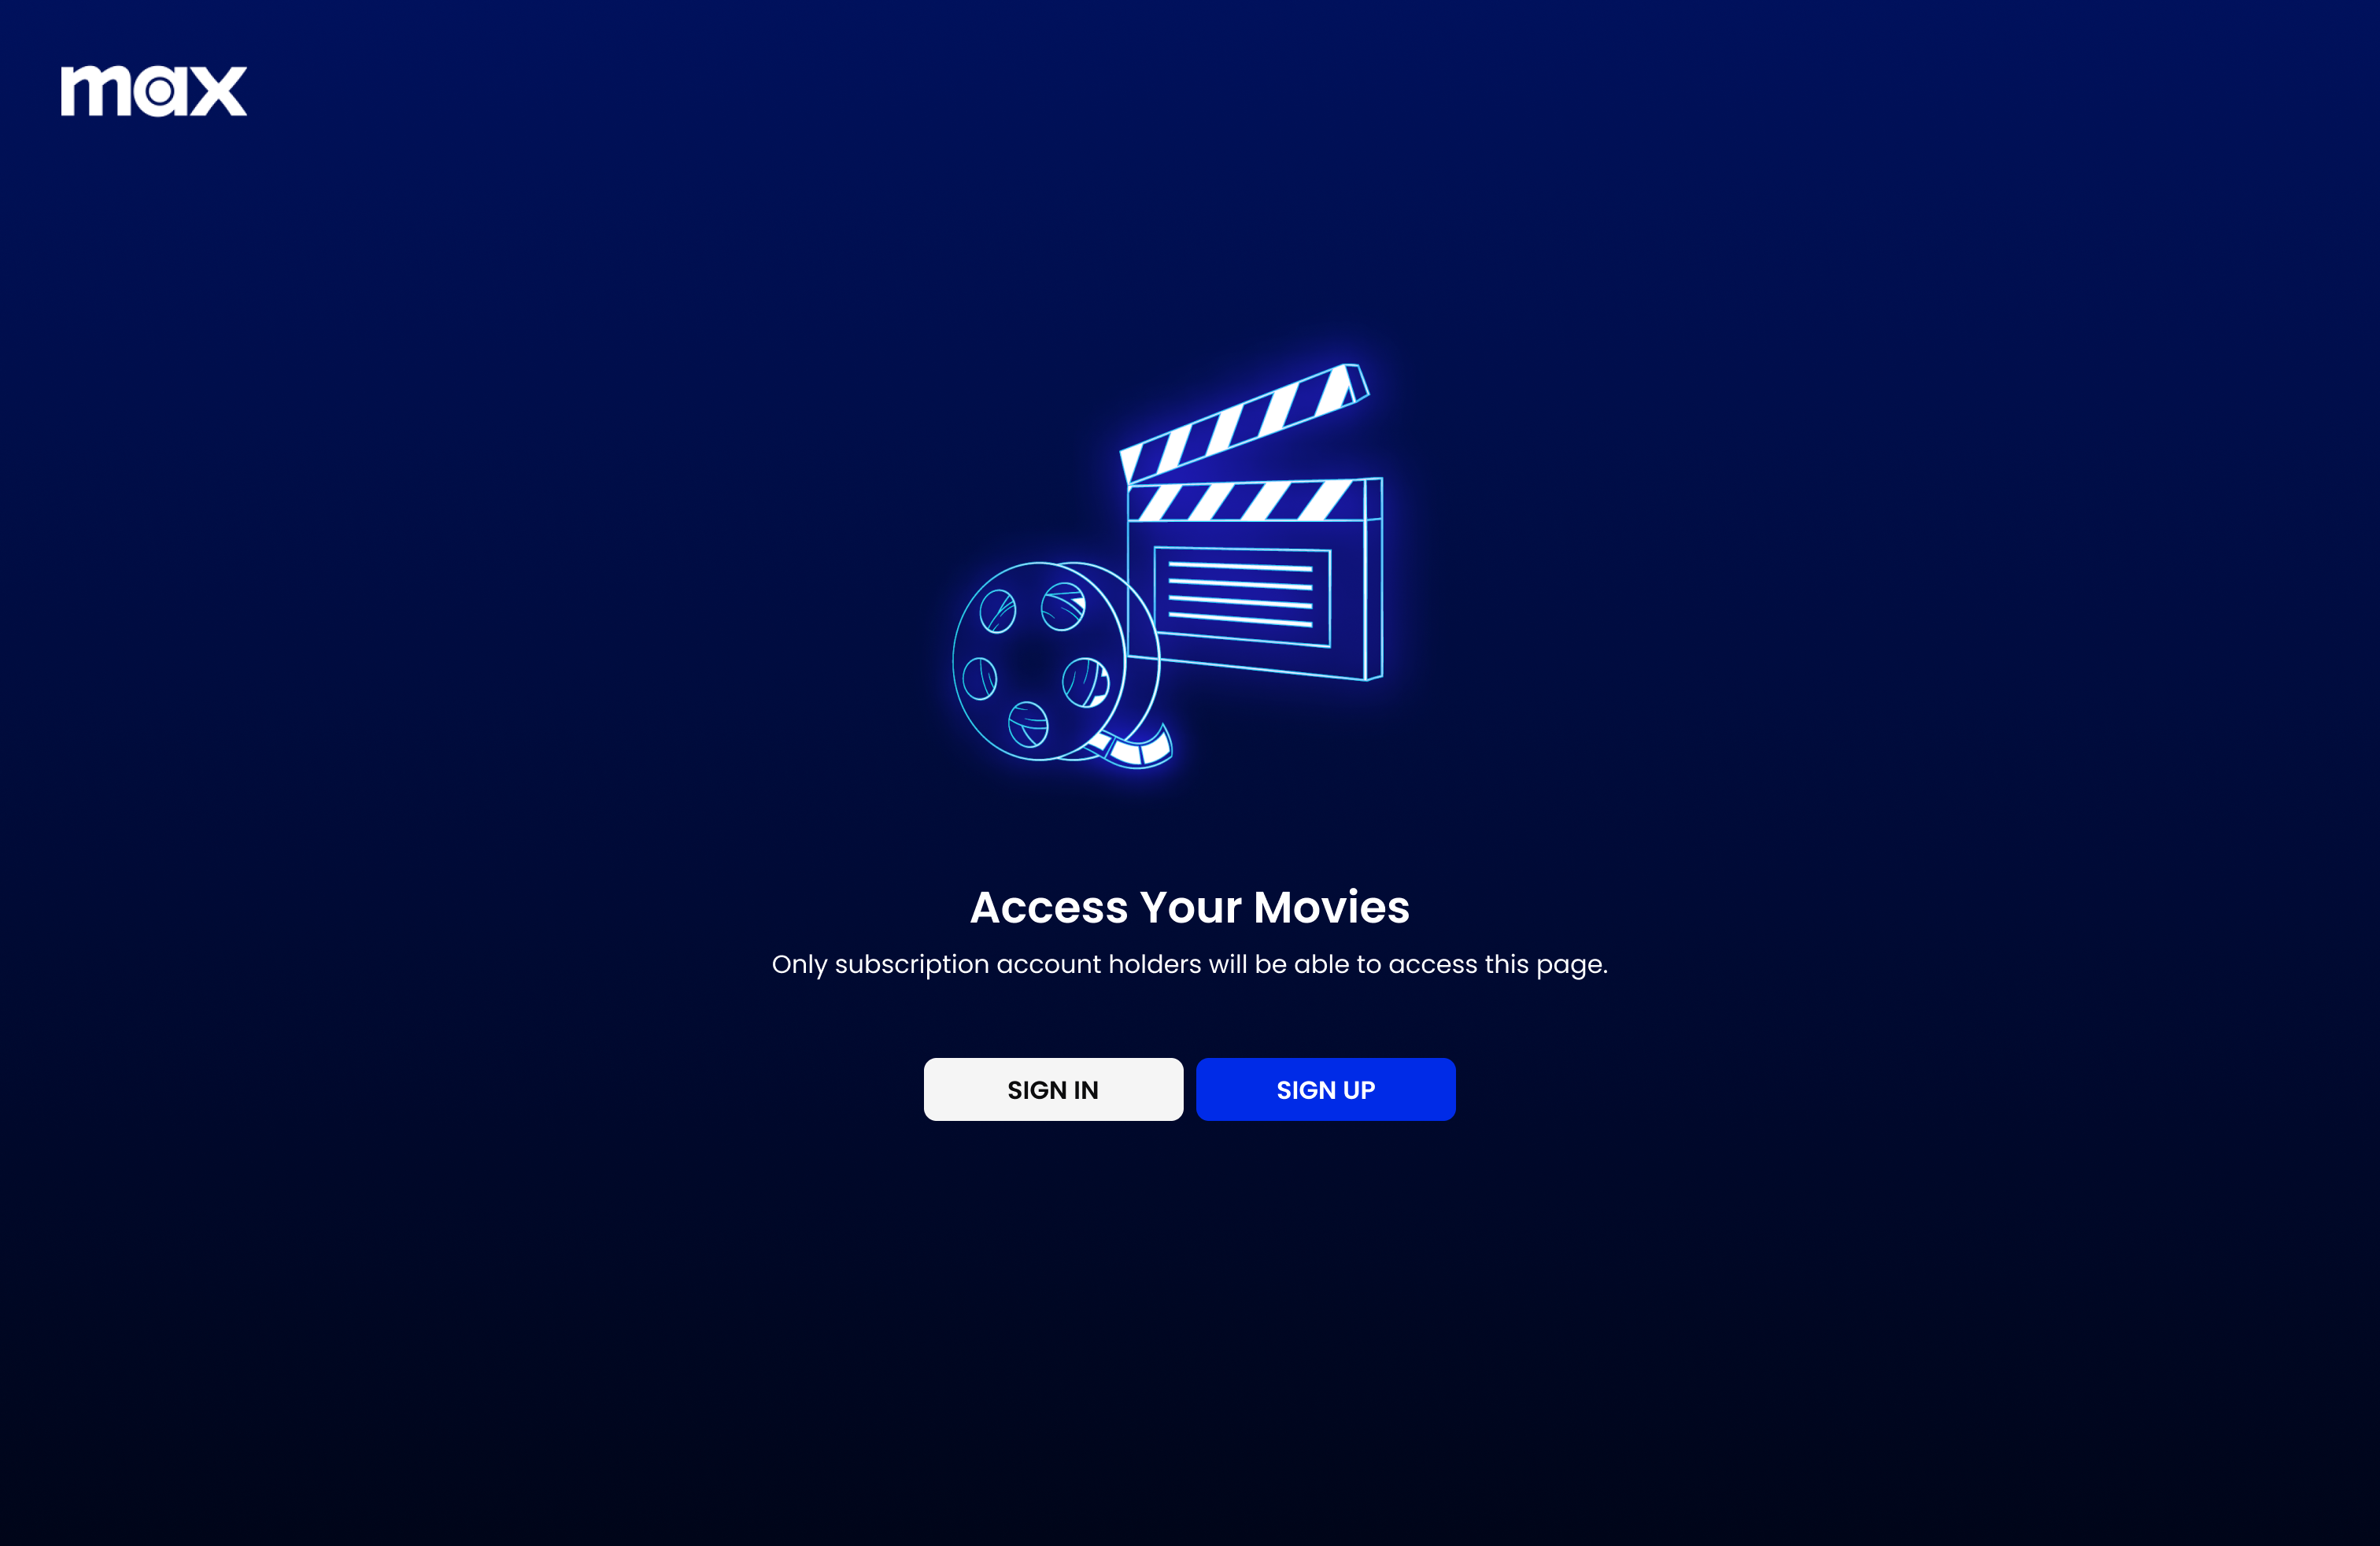 max
Access Your Movies
Only subscription account holders will be able to access this page.
SIGN IN
SIGN UP